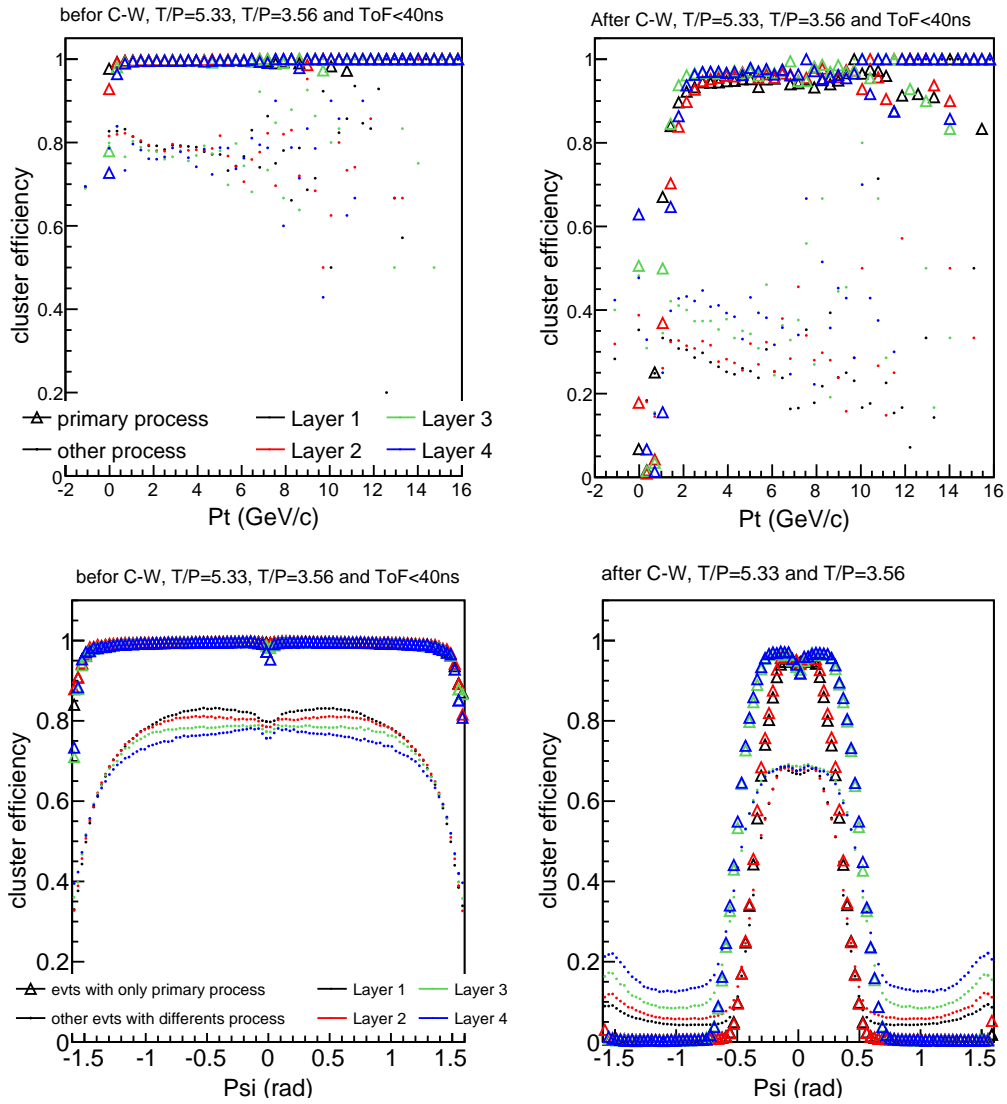 befor C-W, T/P=5.33, T/P=3.56 and ToF<40ns
cluster efficiency
1
0.8
0.6
0.4
0.2
0
primary process
other process
Layer 1
Layer 2
Layer 3
Layer 4
-2 0 2 4 6 8 10 12 14 16
Pt (GeV/c)
After C-W, T/P=5.33, T/P=3.56 and ToF<40ns
cluster efficiency
1
0.8
0.6
0.4
0.2
0
-2 0 2 4 6 8 10 12 14 16
Pt (GeV/c)
befor C-W, T/P=5.33, T/P=3.56 and ToF<40ns
cluster efficiency
1
0.8
0.6
0.4
0.2
0
evts with only primary process
other evts with differents process
Layer 1
Layer 2
Layer 3
Layer 4
-1.5 -1 -0.5 0 0.5 1 1.5
Psi (rad)
after C-W, T/P=5.33 and T/P=3.56
cluster efficiency
1
0.8
0.6
0.4
0.2
0
-1.5 -1 -0.5 0 0.5 1 1.5
Psi (rad)